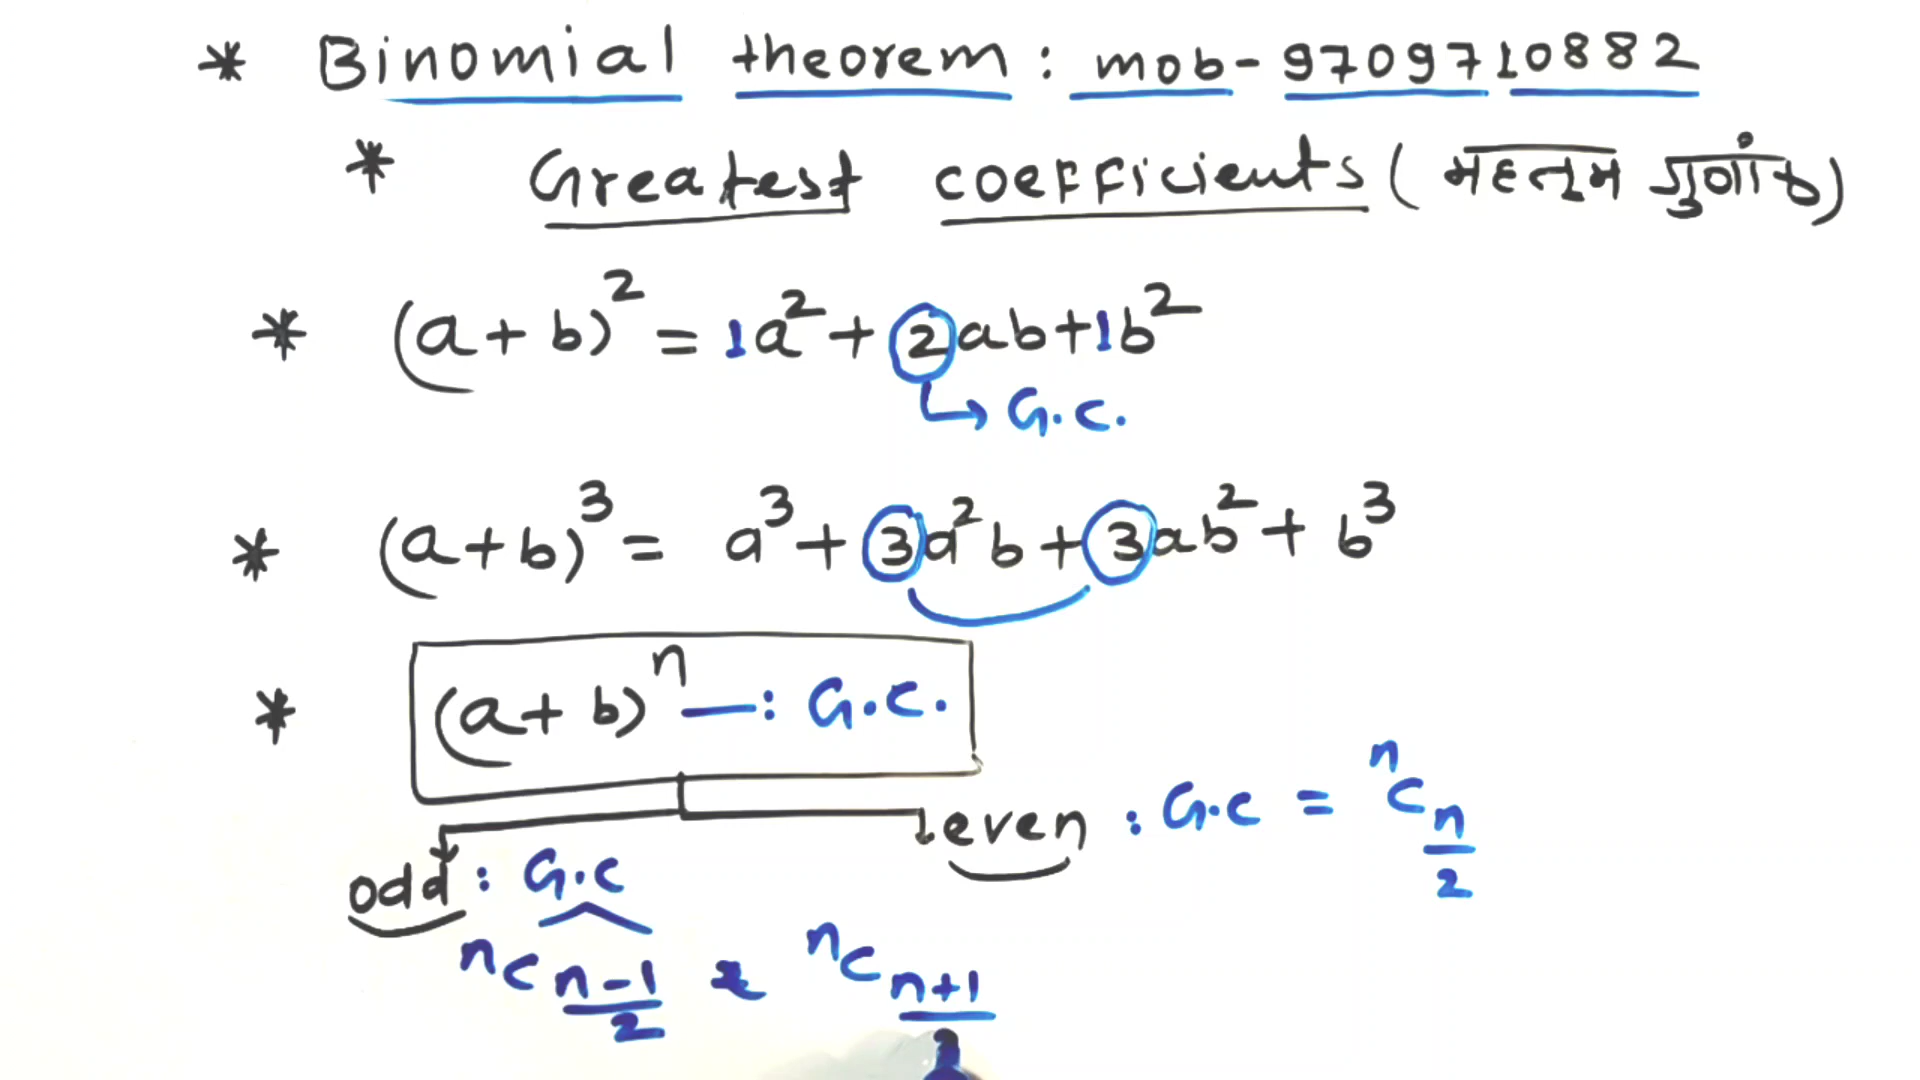 * Binomial theorem : mob-9709710882
* Greatest coefficients (महत्तम गुणांक)
* (a+b)² = 1a² + 2ab+1b²
↳ G.C.
* (a+b)³ = a³ + 3a²b + 3ab² + b³
* (a+b)ⁿ —: G.C.
even : G.C = ⁿC n/2
odd : G.C
ⁿC (n-1)/2 & ⁿC (n+1)/2